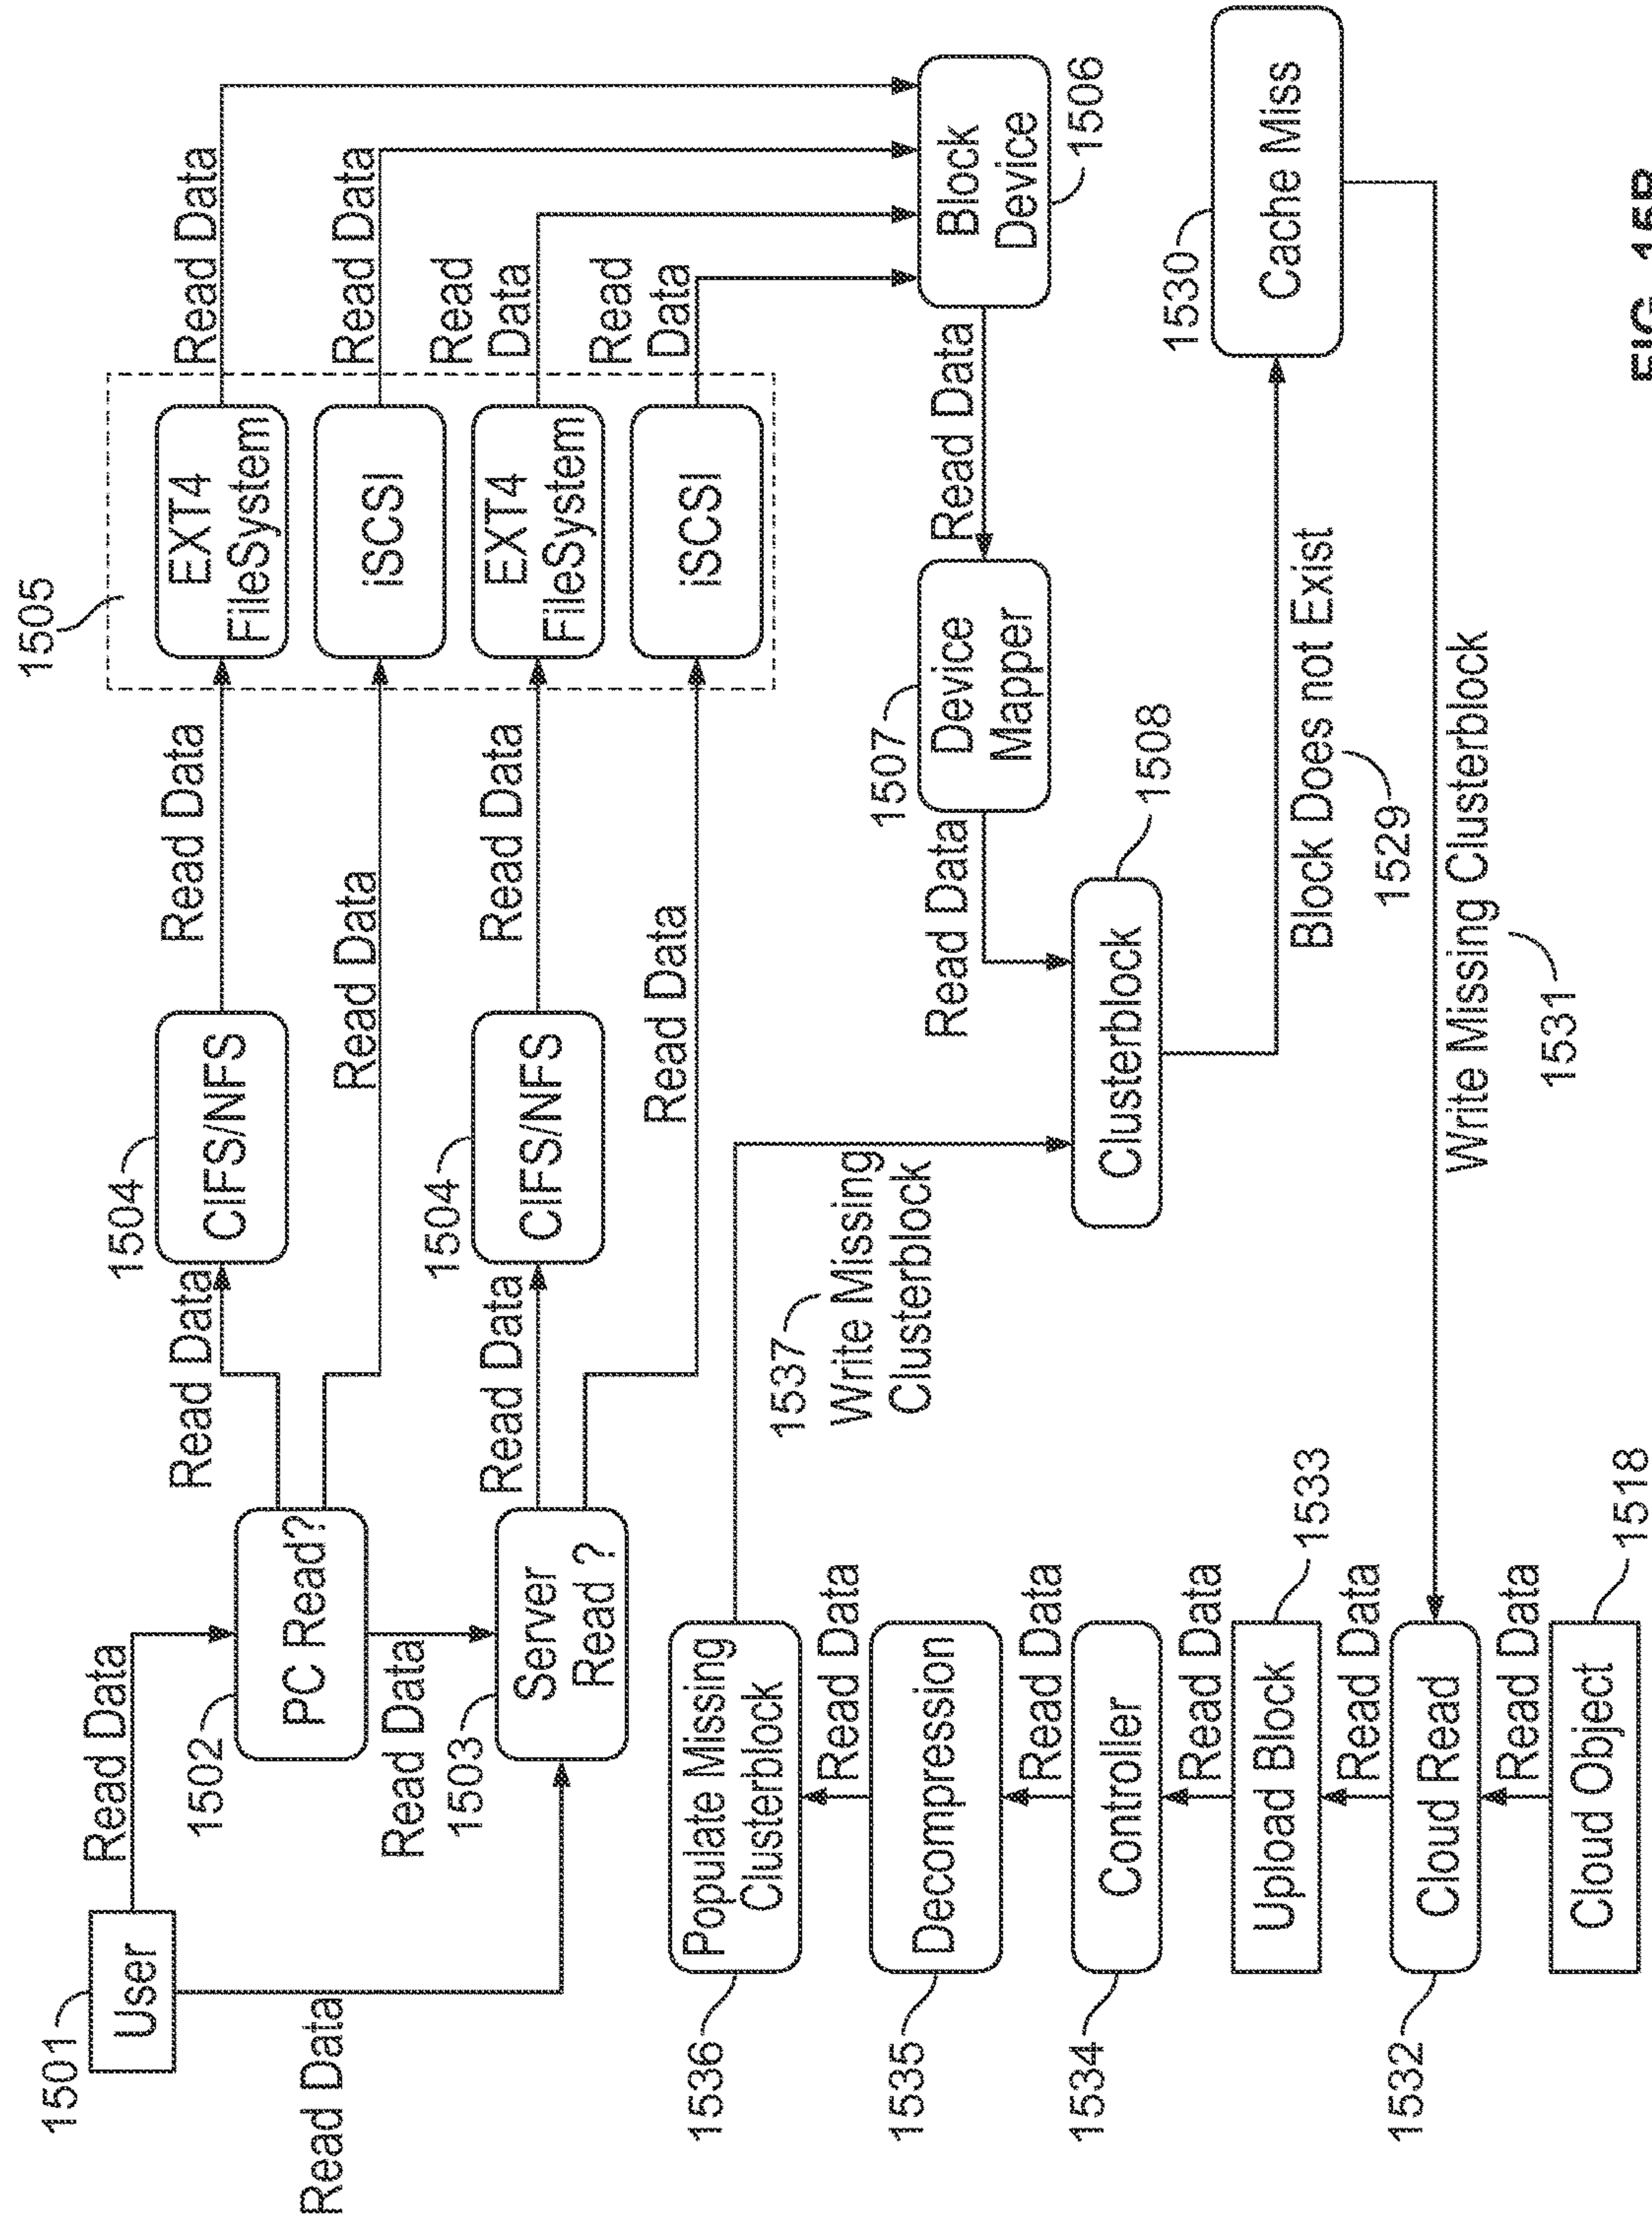 1501
User
Read Data
Read Data
1502
PC Read?
Read Data
1503
Server
Read ?
Read Data
1504
CIFS/NFS
Read Data
Read Data
Read Data
1504
CIFS/NFS
Read Data
Read Data
1505
EXT4
FileSystem
iSCSI
EXT4
FileSystem
iSCSI
Read Data
Read Data
Read
Data
Read
Data
Block
Device
1506
Read Data
1507
Device
Mapper
Read Data
1508
Clusterblock
Block Does not Exist
1529
1530
Cache Miss
Write Missing Clusterblock
1531
1536
Populate Missing
Clusterblock
1537
Write Missing
Clusterblock
Read Data
1535
Decompression
Read Data
1534
Controller
Read Data
Upload Block
1533
Read Data
1532
Cloud Read
Read Data
Cloud Object
1518
FIG. 15B